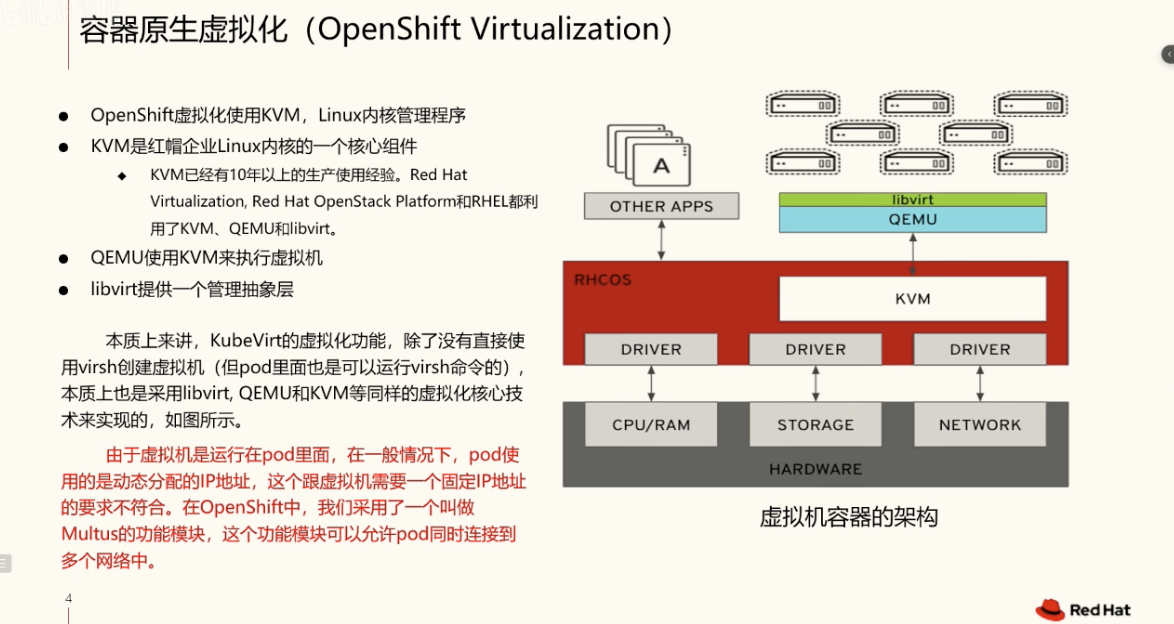 容器原生虚拟化（OpenShift Virtualization）
● OpenShift虚拟化使用KVM，Linux内核管理程序
● KVM是红帽企业Linux内核的一个核心组件
◆ KVM已经有10年以上的生产使用经验。Red Hat
Virtualization, Red Hat OpenStack Platform和RHEL都利
用了KVM、QEMU和libvirt。
● QEMU使用KVM来执行虚拟机
● libvirt提供一个管理抽象层
本质上来讲，KubeVirt的虚拟化功能，除了没有直接使
用virsh创建虚拟机（但pod里面也是可以运行virsh命令的），
本质上也是采用libvirt, QEMU和KVM等同样的虚拟化核心技
术来实现的，如图所示。
由于虚拟机是运行在pod里面，在一般情况下，pod使
用的是动态分配的IP地址，这个跟虚拟机需要一个固定IP地址
的要求不符合。在OpenShift中，我们采用了一个叫做
Multus的功能模块，这个功能模块可以允许pod同时连接到
多个网络中。
A
OTHER APPS
libvirt
QEMU
RHCOS
KVM
DRIVER
DRIVER
DRIVER
CPU/RAM
STORAGE
NETWORK
HARDWARE
虚拟机容器的架构
4
Red Hat